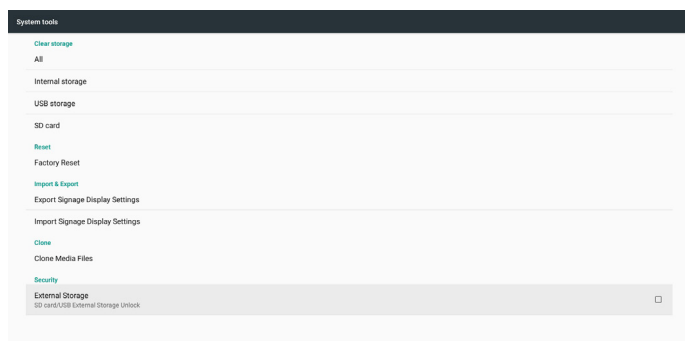 System tools
Clear storage
All
Internal storage
USB storage
SD card
Reset
Factory Reset
Import & Export
Export Signage Display Settings
Import Signage Display Settings
Clone
Clone Media Files
Security
External Storage
SD card/USB External Storage Unlock